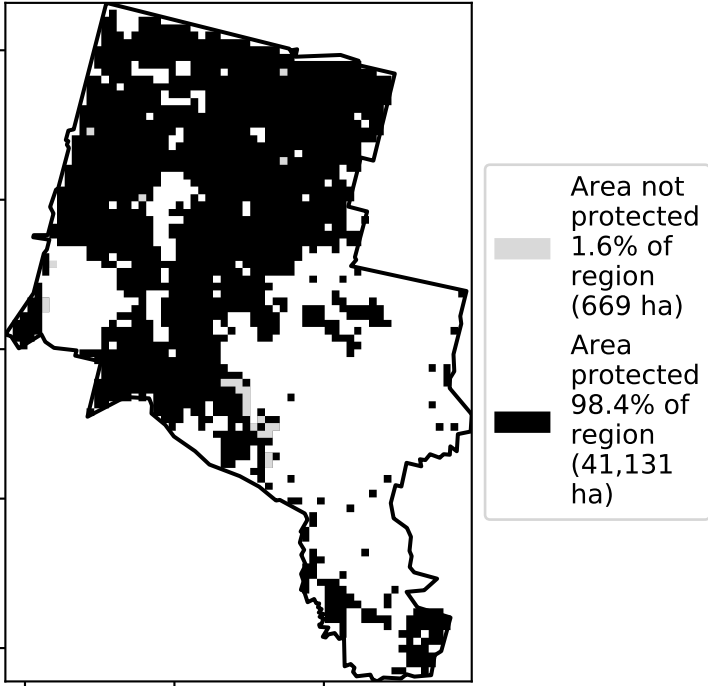 Area not
protected
1.6% of
region
(669 ha)
Area
protected
98.4% of
region
(41,131
ha)